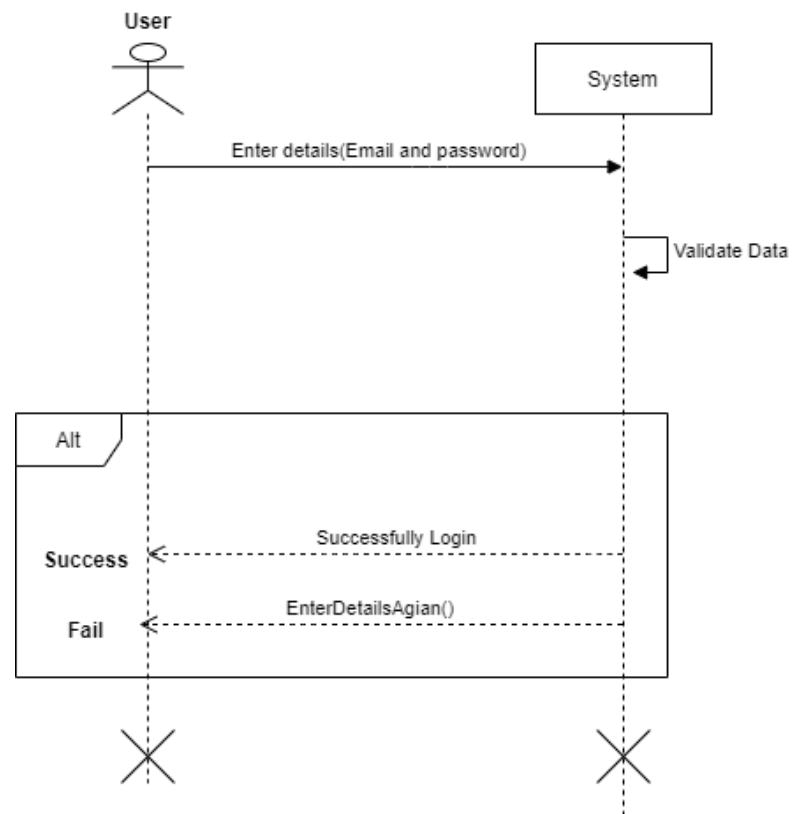 User
System
Enter details(Email and password)
Validate Data
Alt
Successfully Login
Success
EnterDetailsAgian()
Fail